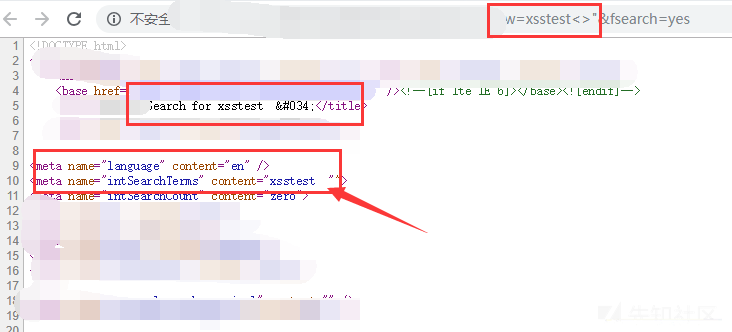 不安全 w=xsstest<>"&fsearch=yes
1 <!DOCTYPE html>
2
3
4 <base href= /><!--[if lte IE 6]></base><![endif]-->
5 Search for xsstest &#034;</title>
6
7
8
9 <meta name="language" content="en" />
10 <meta name="intSearchTerms" content="xsstest "">
11 meta name="intSearchCount" content="zero">
12
13
14
15
16
17
18 xsstest "" />
19
20